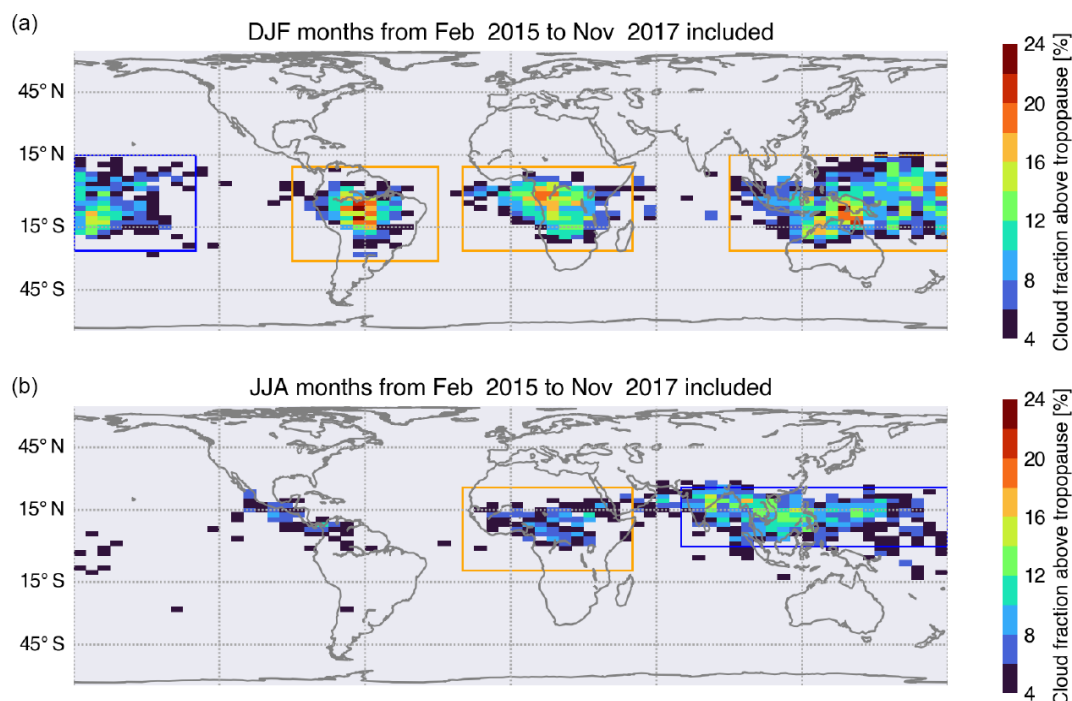 (a)
DJF months from Feb 2015 to Nov 2017 included
45° N
15° N
15° S
45° S
24
20
16
12
8
4
Cloud fraction above tropopause [%]
(b)
JJA months from Feb 2015 to Nov 2017 included
45° N
15° N
15° S
45° S
24
20
16
12
8
4
Cloud fraction above tropopause [%]